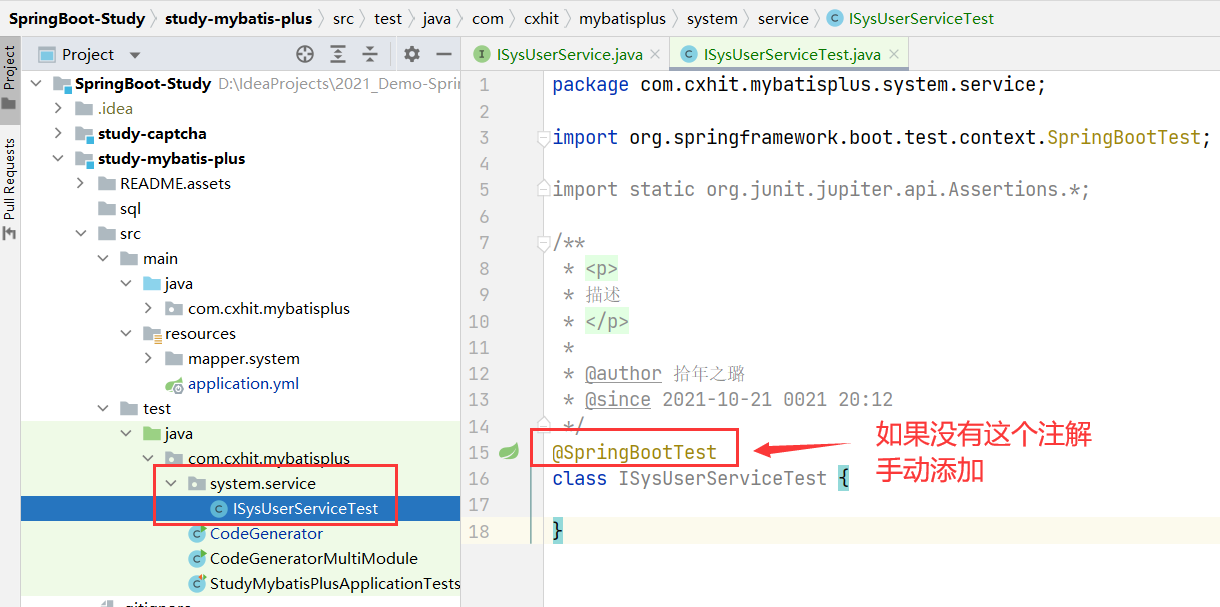 SpringBoot-Study 〉 study-mybatis-plus 〉 src 〉 test 〉 java 〉 com 〉 cxhit 〉 mybatisplus 〉 system 〉 service 〉 C ISysUserServiceTest
Project
Pull Requests
Project
SpringBoot-Study D:\IdeaProjects\2021_Demo-Spri
.idea
study-captcha
study-mybatis-plus
README.assets
sql
src
main
java
com.cxhit.mybatisplus
resources
mapper.system
application.yml
test
java
com.cxhit.mybatisplus
system.service
C ISysUserServiceTest
C CodeGenerator
C CodeGeneratorMultiModule
C StudyMybatisPlusApplicationTests
.gitignore
I ISysUserService.java × C ISysUserServiceTest.java ×
1 package com.cxhit.mybatisplus.system.service;
2
3 import org.springframework.boot.test.context.SpringBootTest;
4
5 import static org.junit.jupiter.api.Assertions.*;
6
7 /**
8 * <p>
9 * 描述
10 * </p>
11 *
12 * @author 拾年之璐
13 * @since 2021-10-21 0021 20:12
14 */
15 @SpringBootTest
16 class ISysUserServiceTest {
17
18 }
如果没有这个注解
手动添加